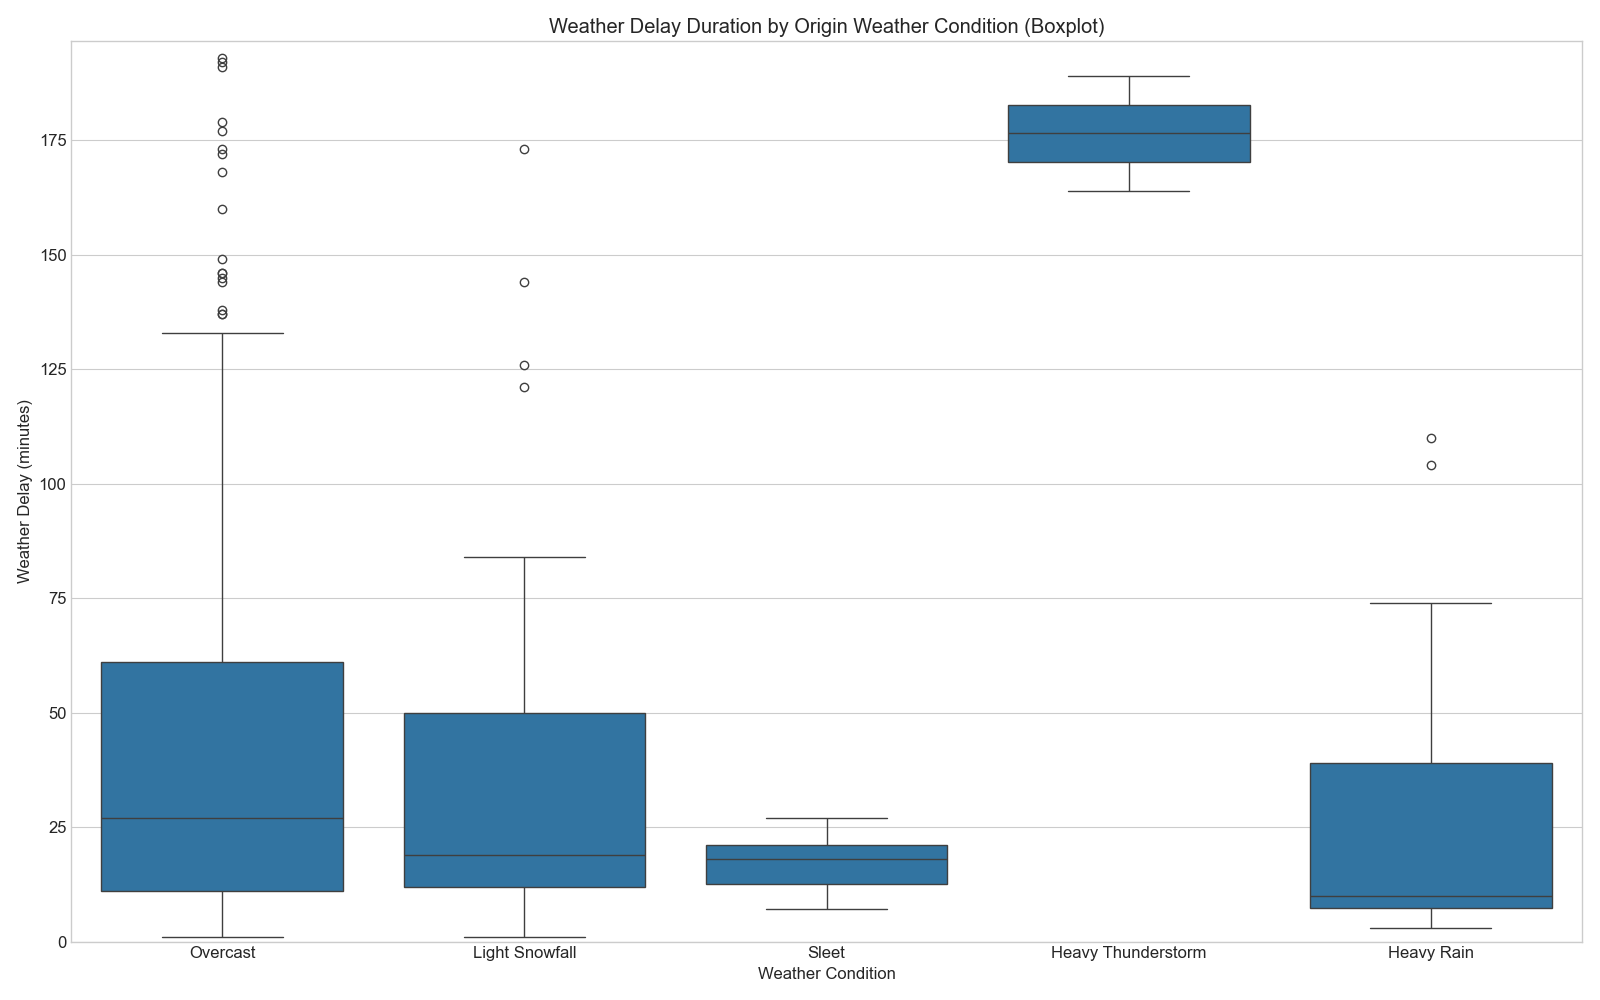 Weather Delay Duration by Origin Weather Condition (Boxplot)
Weather Delay (minutes)
175
150
125
100
75
50
25
0
Overcast
Light Snowfall
Sleet
Heavy Thunderstorm
Heavy Rain
Weather Condition